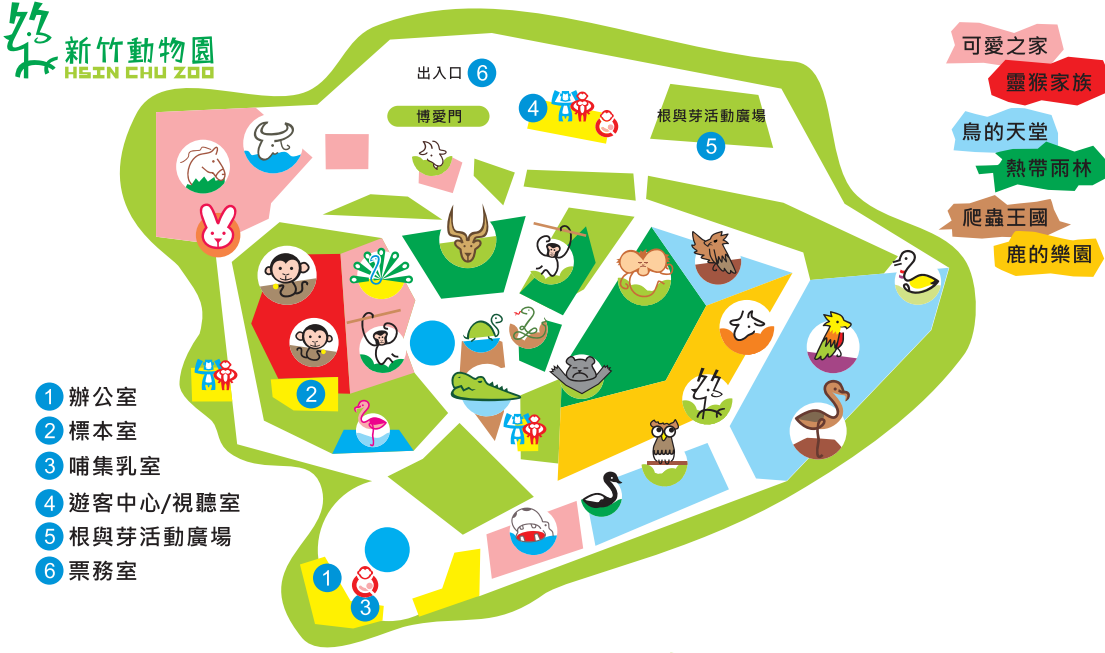 新竹動物園
HSIN CHU ZOO
出入口 6
博愛門
4
根與芽活動廣場
5
可愛之家
靈猴家族
鳥的天堂
熱帶雨林
爬蟲王國
鹿的樂園
2
1
3
1 辦公室
2 標本室
3 哺集乳室
4 遊客中心/視聽室
5 根與芽活動廣場
6 票務室